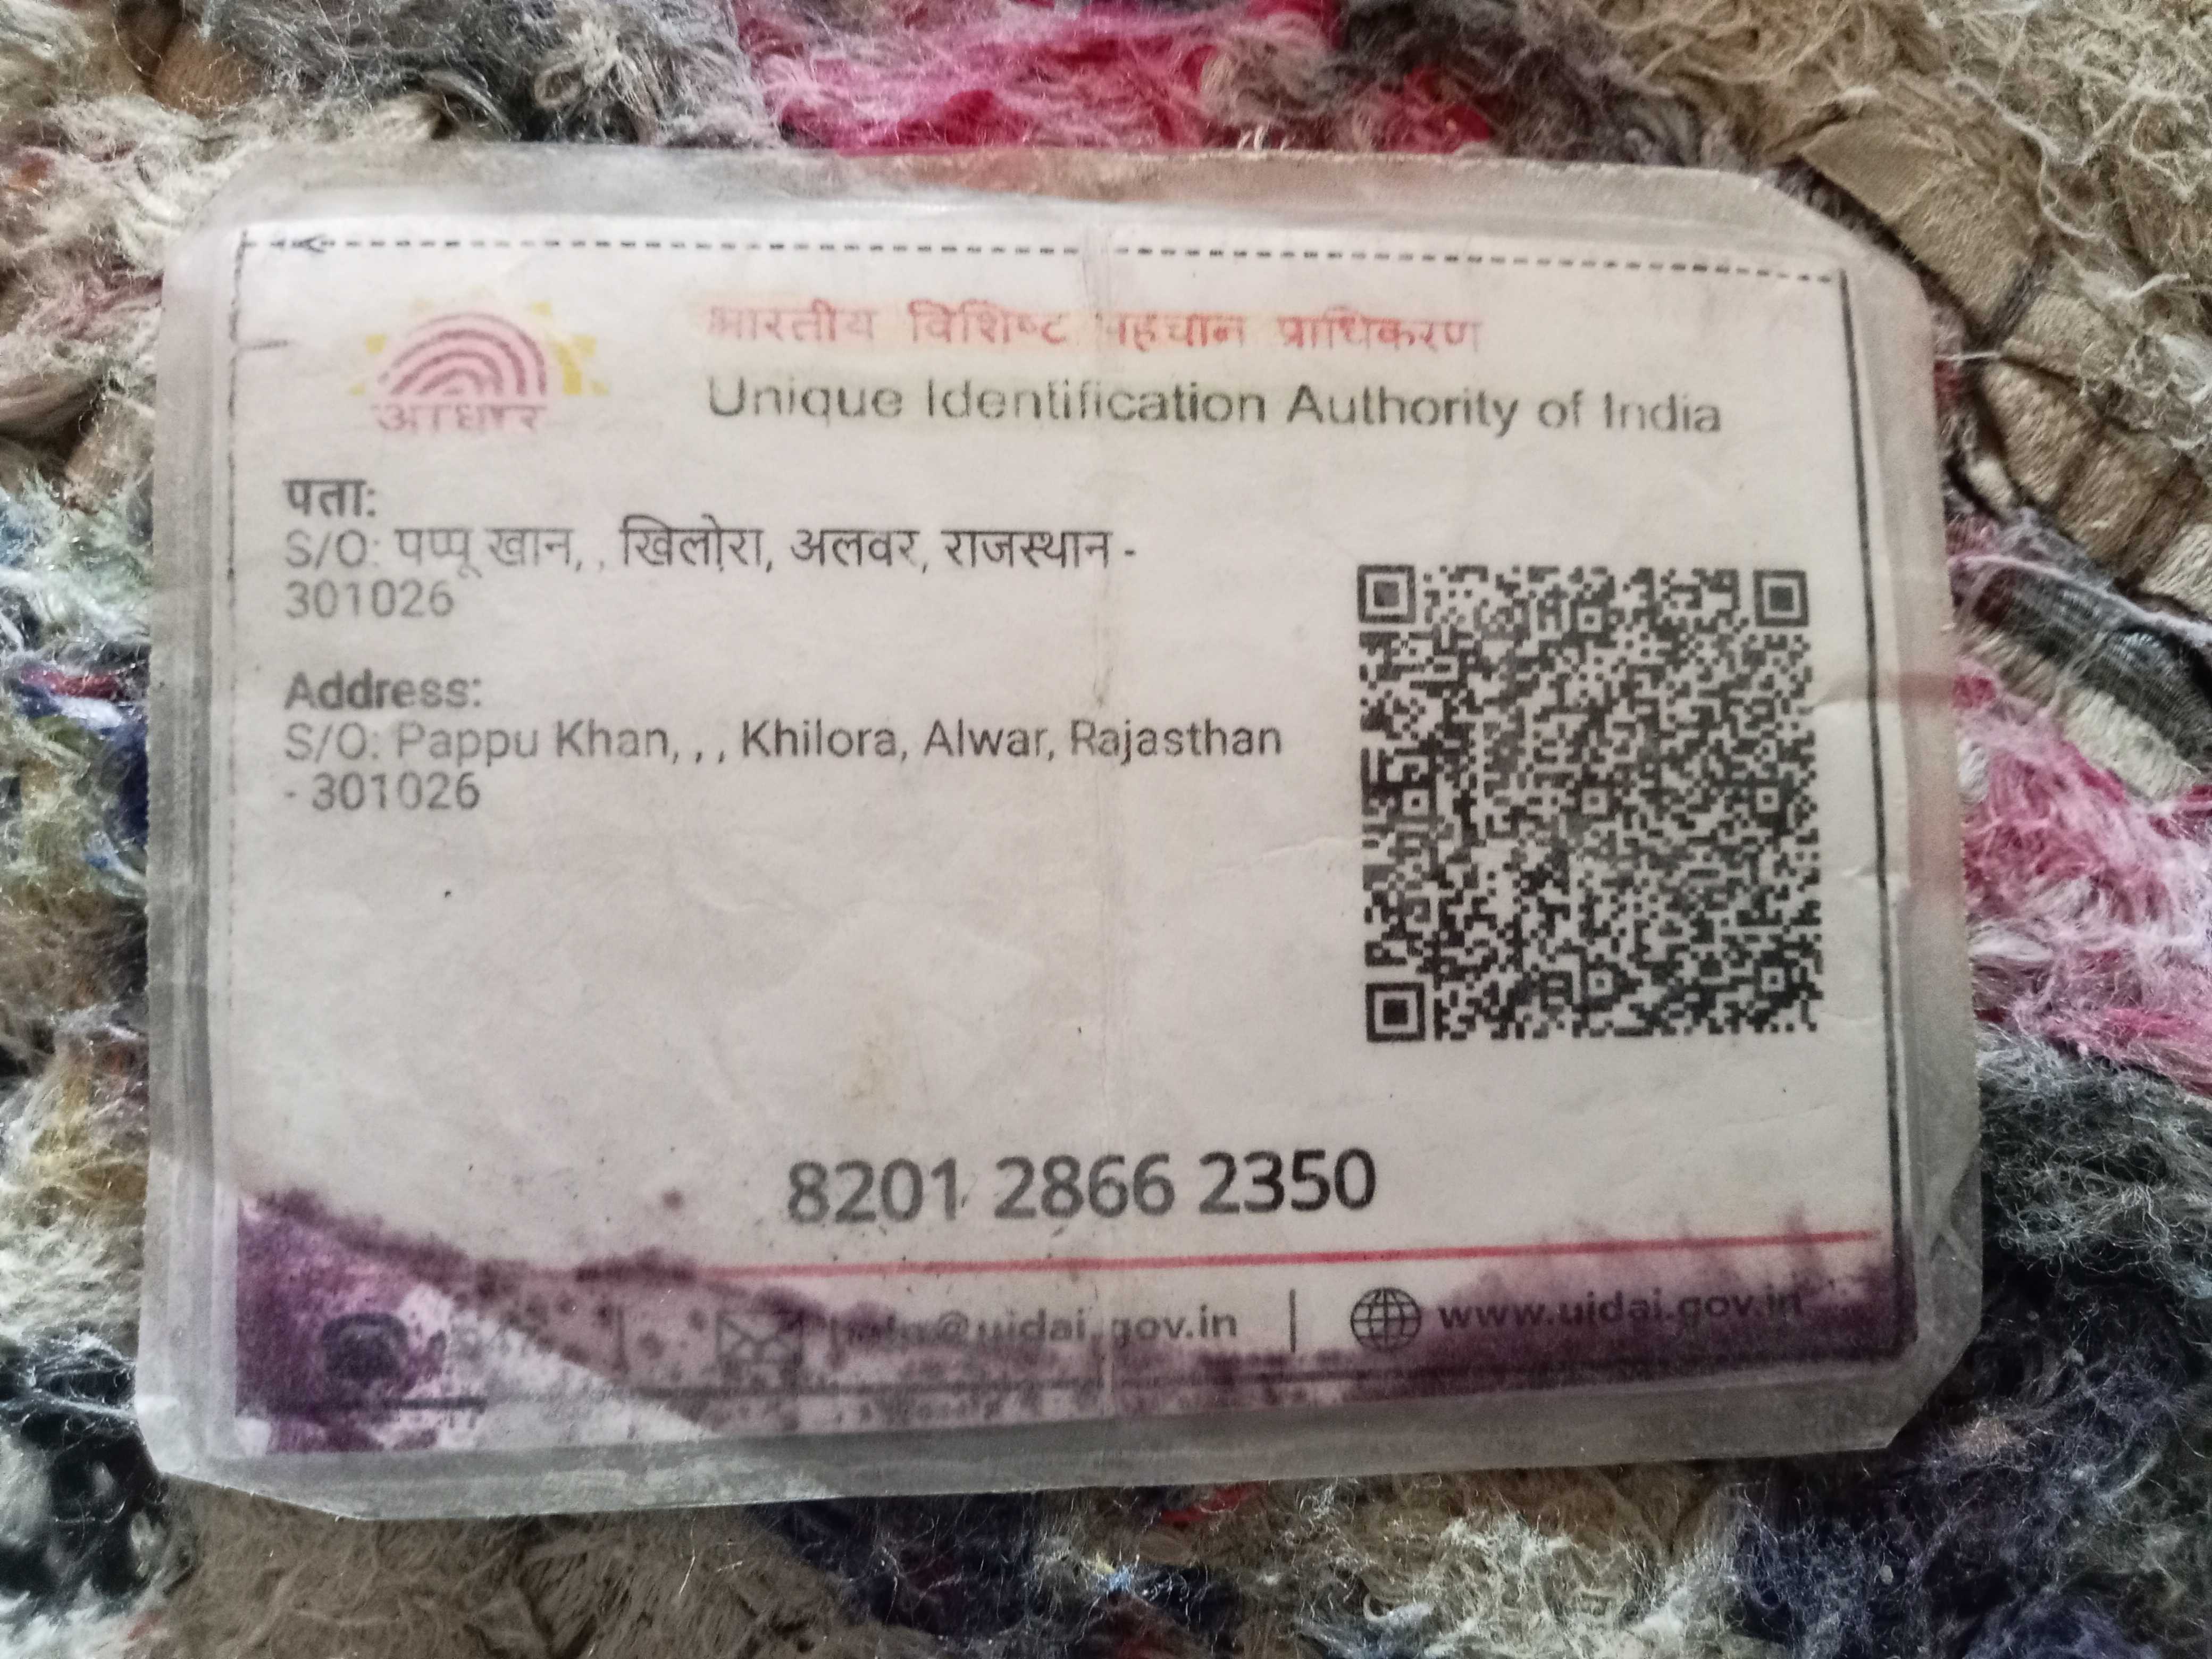 भारतीय विशिष्ट पहचान प्राधिकरण
Unique Identification Authority of India
आधार
पता:
S/O: पप्पू खान, , खिलोरा, अलवर, राजस्थान -
301026
Address:
S/O: Pappu Khan, , , Khilora, Alwar, Rajasthan
- 301026
8201 2866 2350
help@uidai.gov.in | www.uidai.gov.in